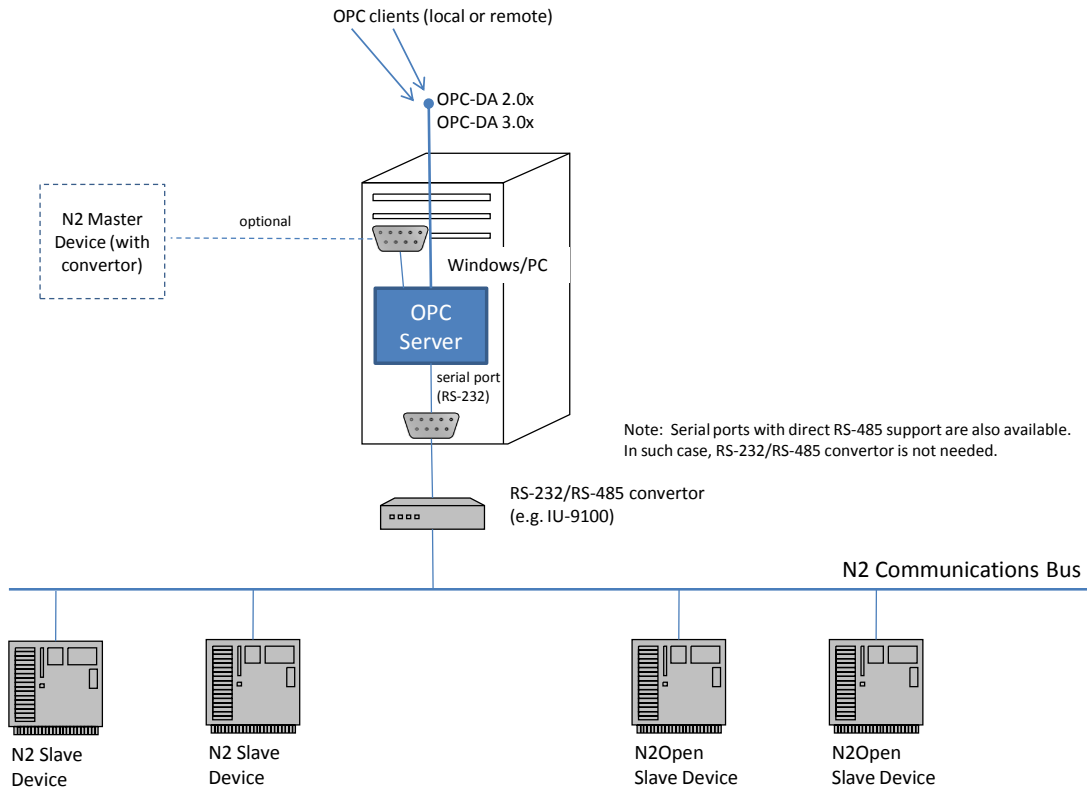 OPC clients (local or remote)
OPC-DA 2.0x
OPC-DA 3.0x
N2 Master
Device (with
convertor)
optional
Windows/PC
OPC
Server
serial port
(RS-232)
Note:  Serial ports with direct RS-485 support are also available.
In such case, RS-232/RS-485 convertor is not needed.
RS-232/RS-485 convertor
(e.g. IU-9100)
N2 Communications Bus
N2 Slave
Device
N2 Slave
Device
N2Open
Slave Device
N2Open
Slave Device